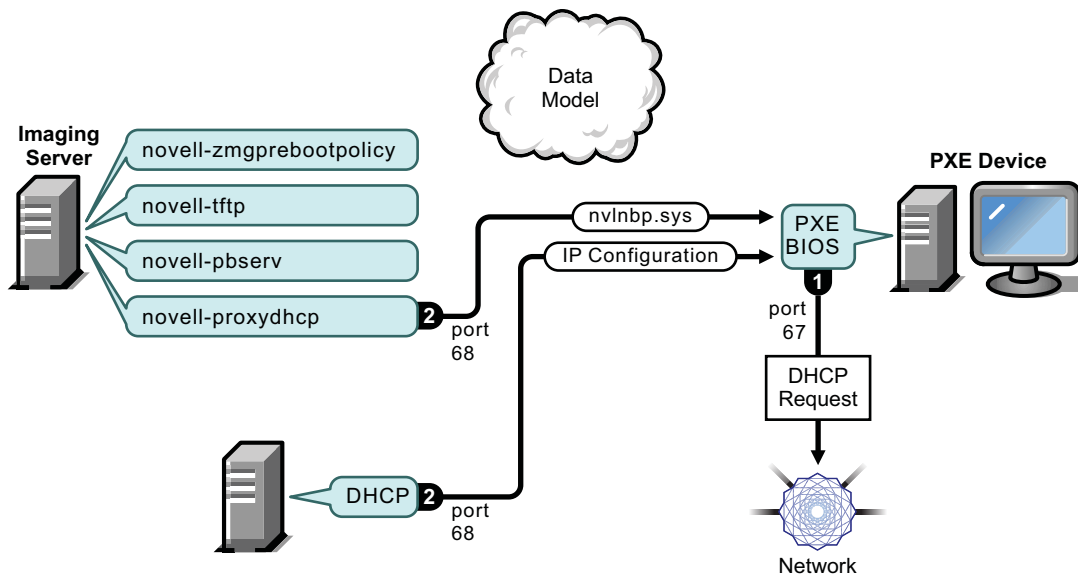 Data
Model
Imaging
Server
novell-zmgprebootpolicy
novell-tftp
novell-pbserv
novell-proxydhcp
2
port
68
nvlnbp.sys
IP Configuration
PXE
BIOS
1
port
67
PXE Device
DHCP
Request
Network
DHCP
2
port
68